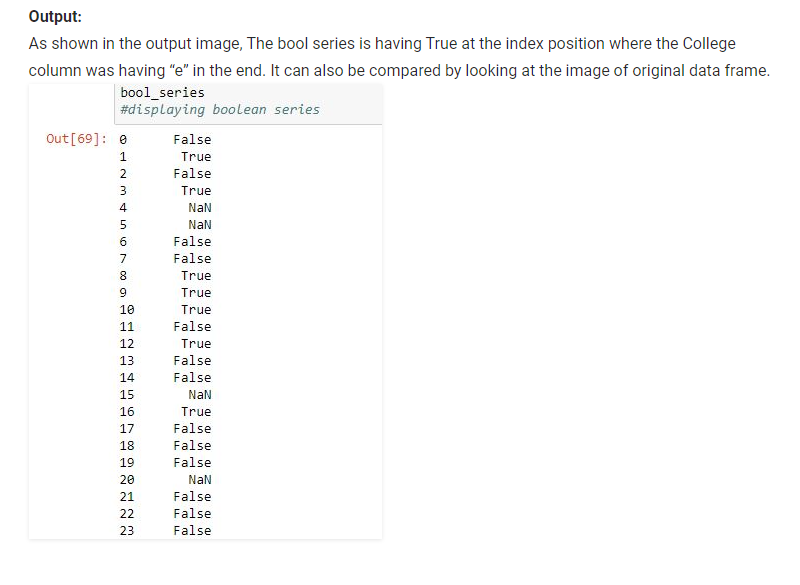 Output:
As shown in the output image, The bool series is having True at the index position where the College
column was having “e” in the end. It can also be compared by looking at the image of original data frame.
bool_series
#displaying boolean series
Out[69]: 0 False
1 True
2 False
3 True
4 NaN
5 NaN
6 False
7 False
8 True
9 True
10 True
11 False
12 True
13 False
14 False
15 NaN
16 True
17 False
18 False
19 False
20 NaN
21 False
22 False
23 False